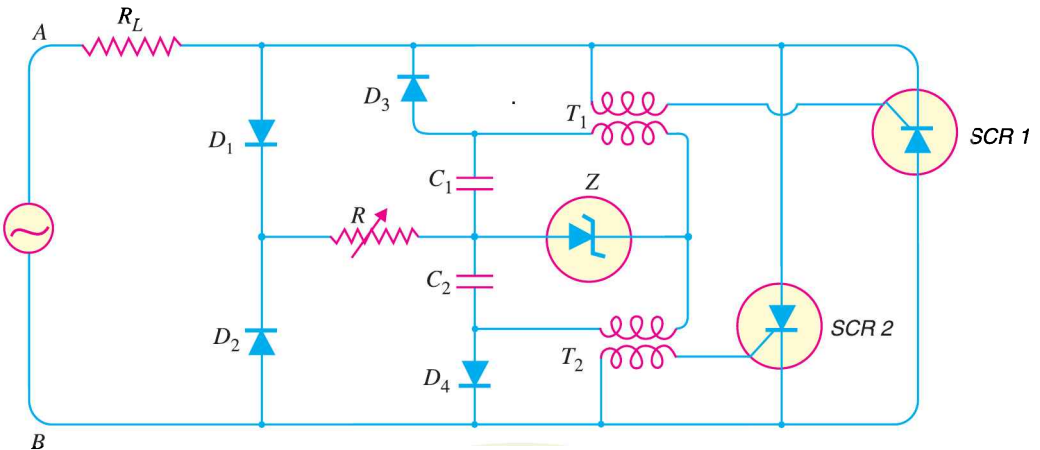 A
R_L
D_3
T_1
D_1
SCR 1
C_1
Z
R
C_2
D_2
SCR 2
D_4
T_2
B